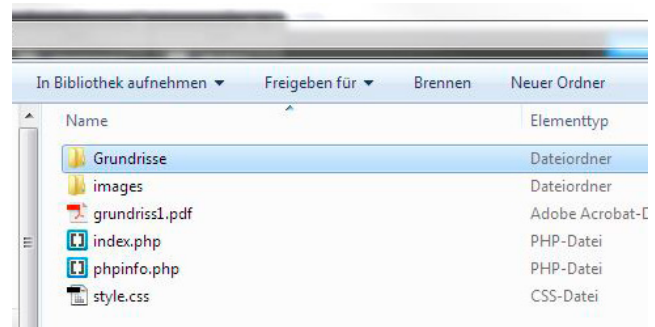 In Bibliothek aufnehmen Freigeben für Brennen Neuer Ordner
Name Elementtyp
Grundrisse Dateiordner
images Dateiordner
grundriss1.pdf Adobe Acrobat-D
index.php PHP-Datei
phpinfo.php PHP-Datei
style.css CSS-Datei